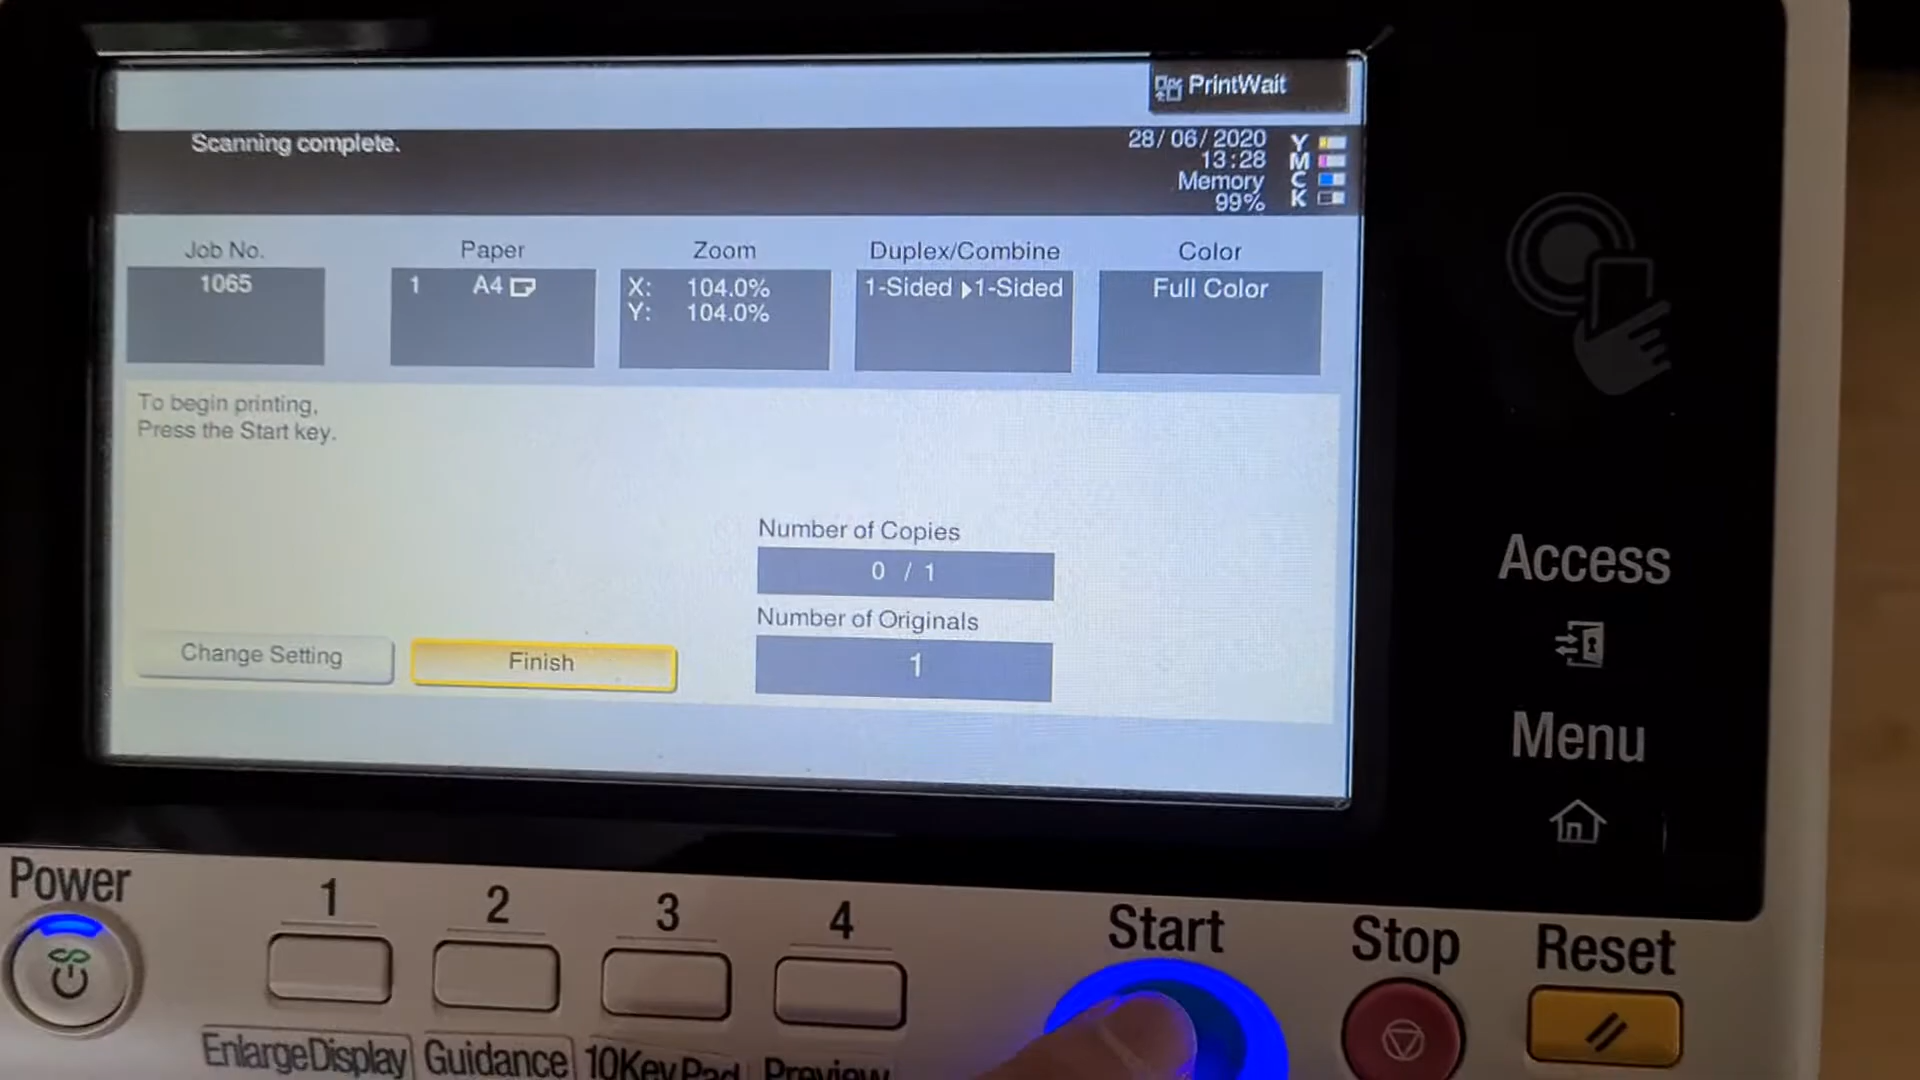 PrintWait
Scanning complete.
28/06/2020
13:28
Memory
99%
Y
M
C
K
Job No.
1065
Paper
1 A4
Zoom
X: 104.0%
Y: 104.0%
Duplex/Combine
1-Sided ▶1-Sided
Color
Full Color
To begin printing,
Press the Start key.
Number of Copies
0 / 1
Number of Originals
1
Change Setting
Finish
Access
Menu
Power
1
2
3
4
Start
Stop
Reset
EnlargeDisplay
Guidance
10KeyPad
Preview